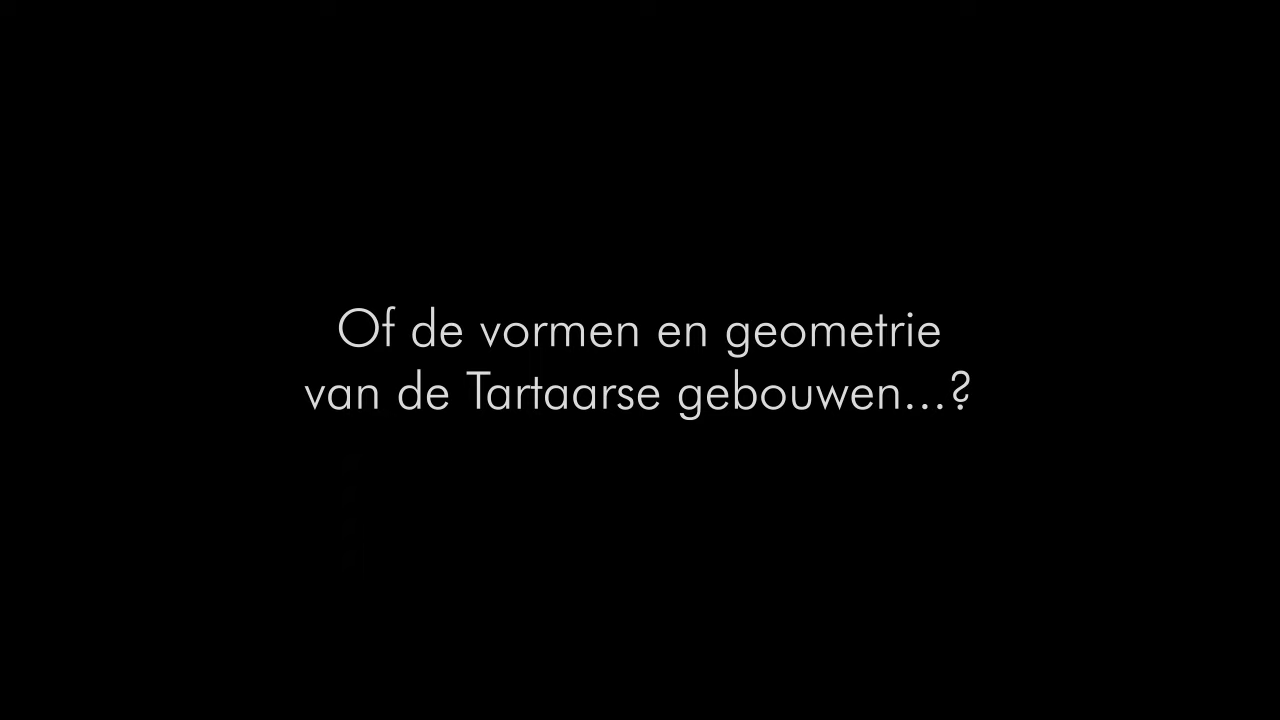 Of de vormen en geometrie
van de Tartaarse gebouwen...?